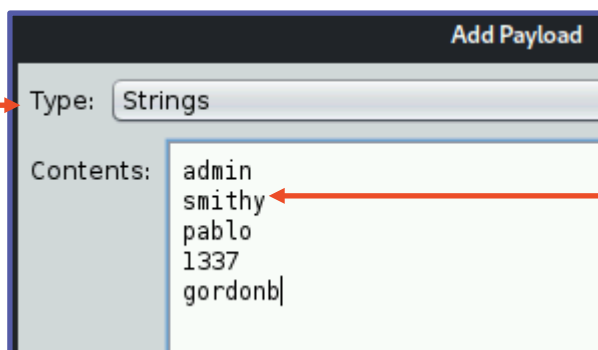 Add Payload
Type: Strings
Contents: admin
smithy
pablo
1337
gordonb